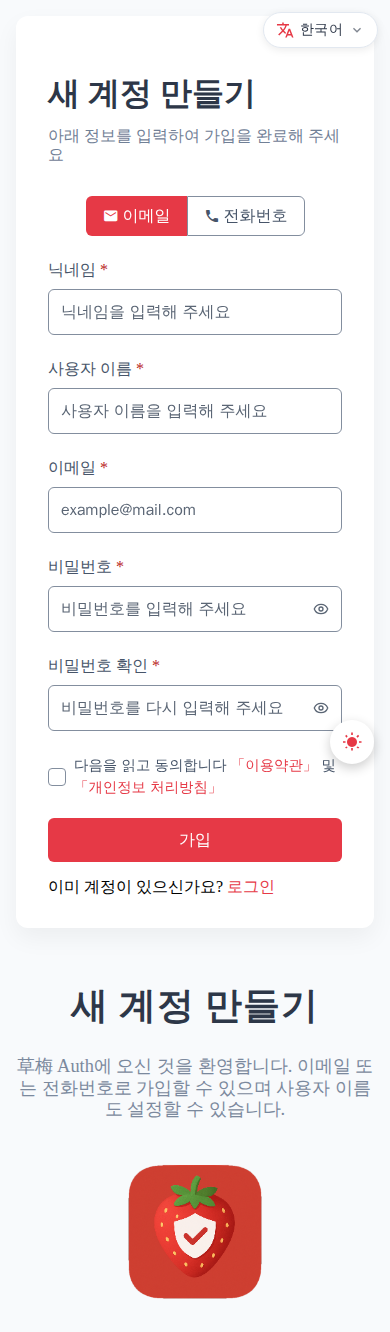 한국어
새 계정 만들기
아래 정보를 입력하여 가입을 완료해 주세
요
이메일
전화번호
닉네임 *
닉네임을 입력해 주세요
사용자 이름 *
사용자 이름을 입력해 주세요
이메일 *
example@mail.com
비밀번호 *
비밀번호를 입력해 주세요
비밀번호 확인 *
비밀번호를 다시 입력해 주세요
다음을 읽고 동의합니다 「이용약관」 및
「개인정보 처리방침」
가입
이미 계정이 있으신가요? 로그인
새 계정 만들기
草梅 Auth에 오신 것을 환영합니다. 이메일 또
는 전화번호로 가입할 수 있으며 사용자 이름
도 설정할 수 있습니다.